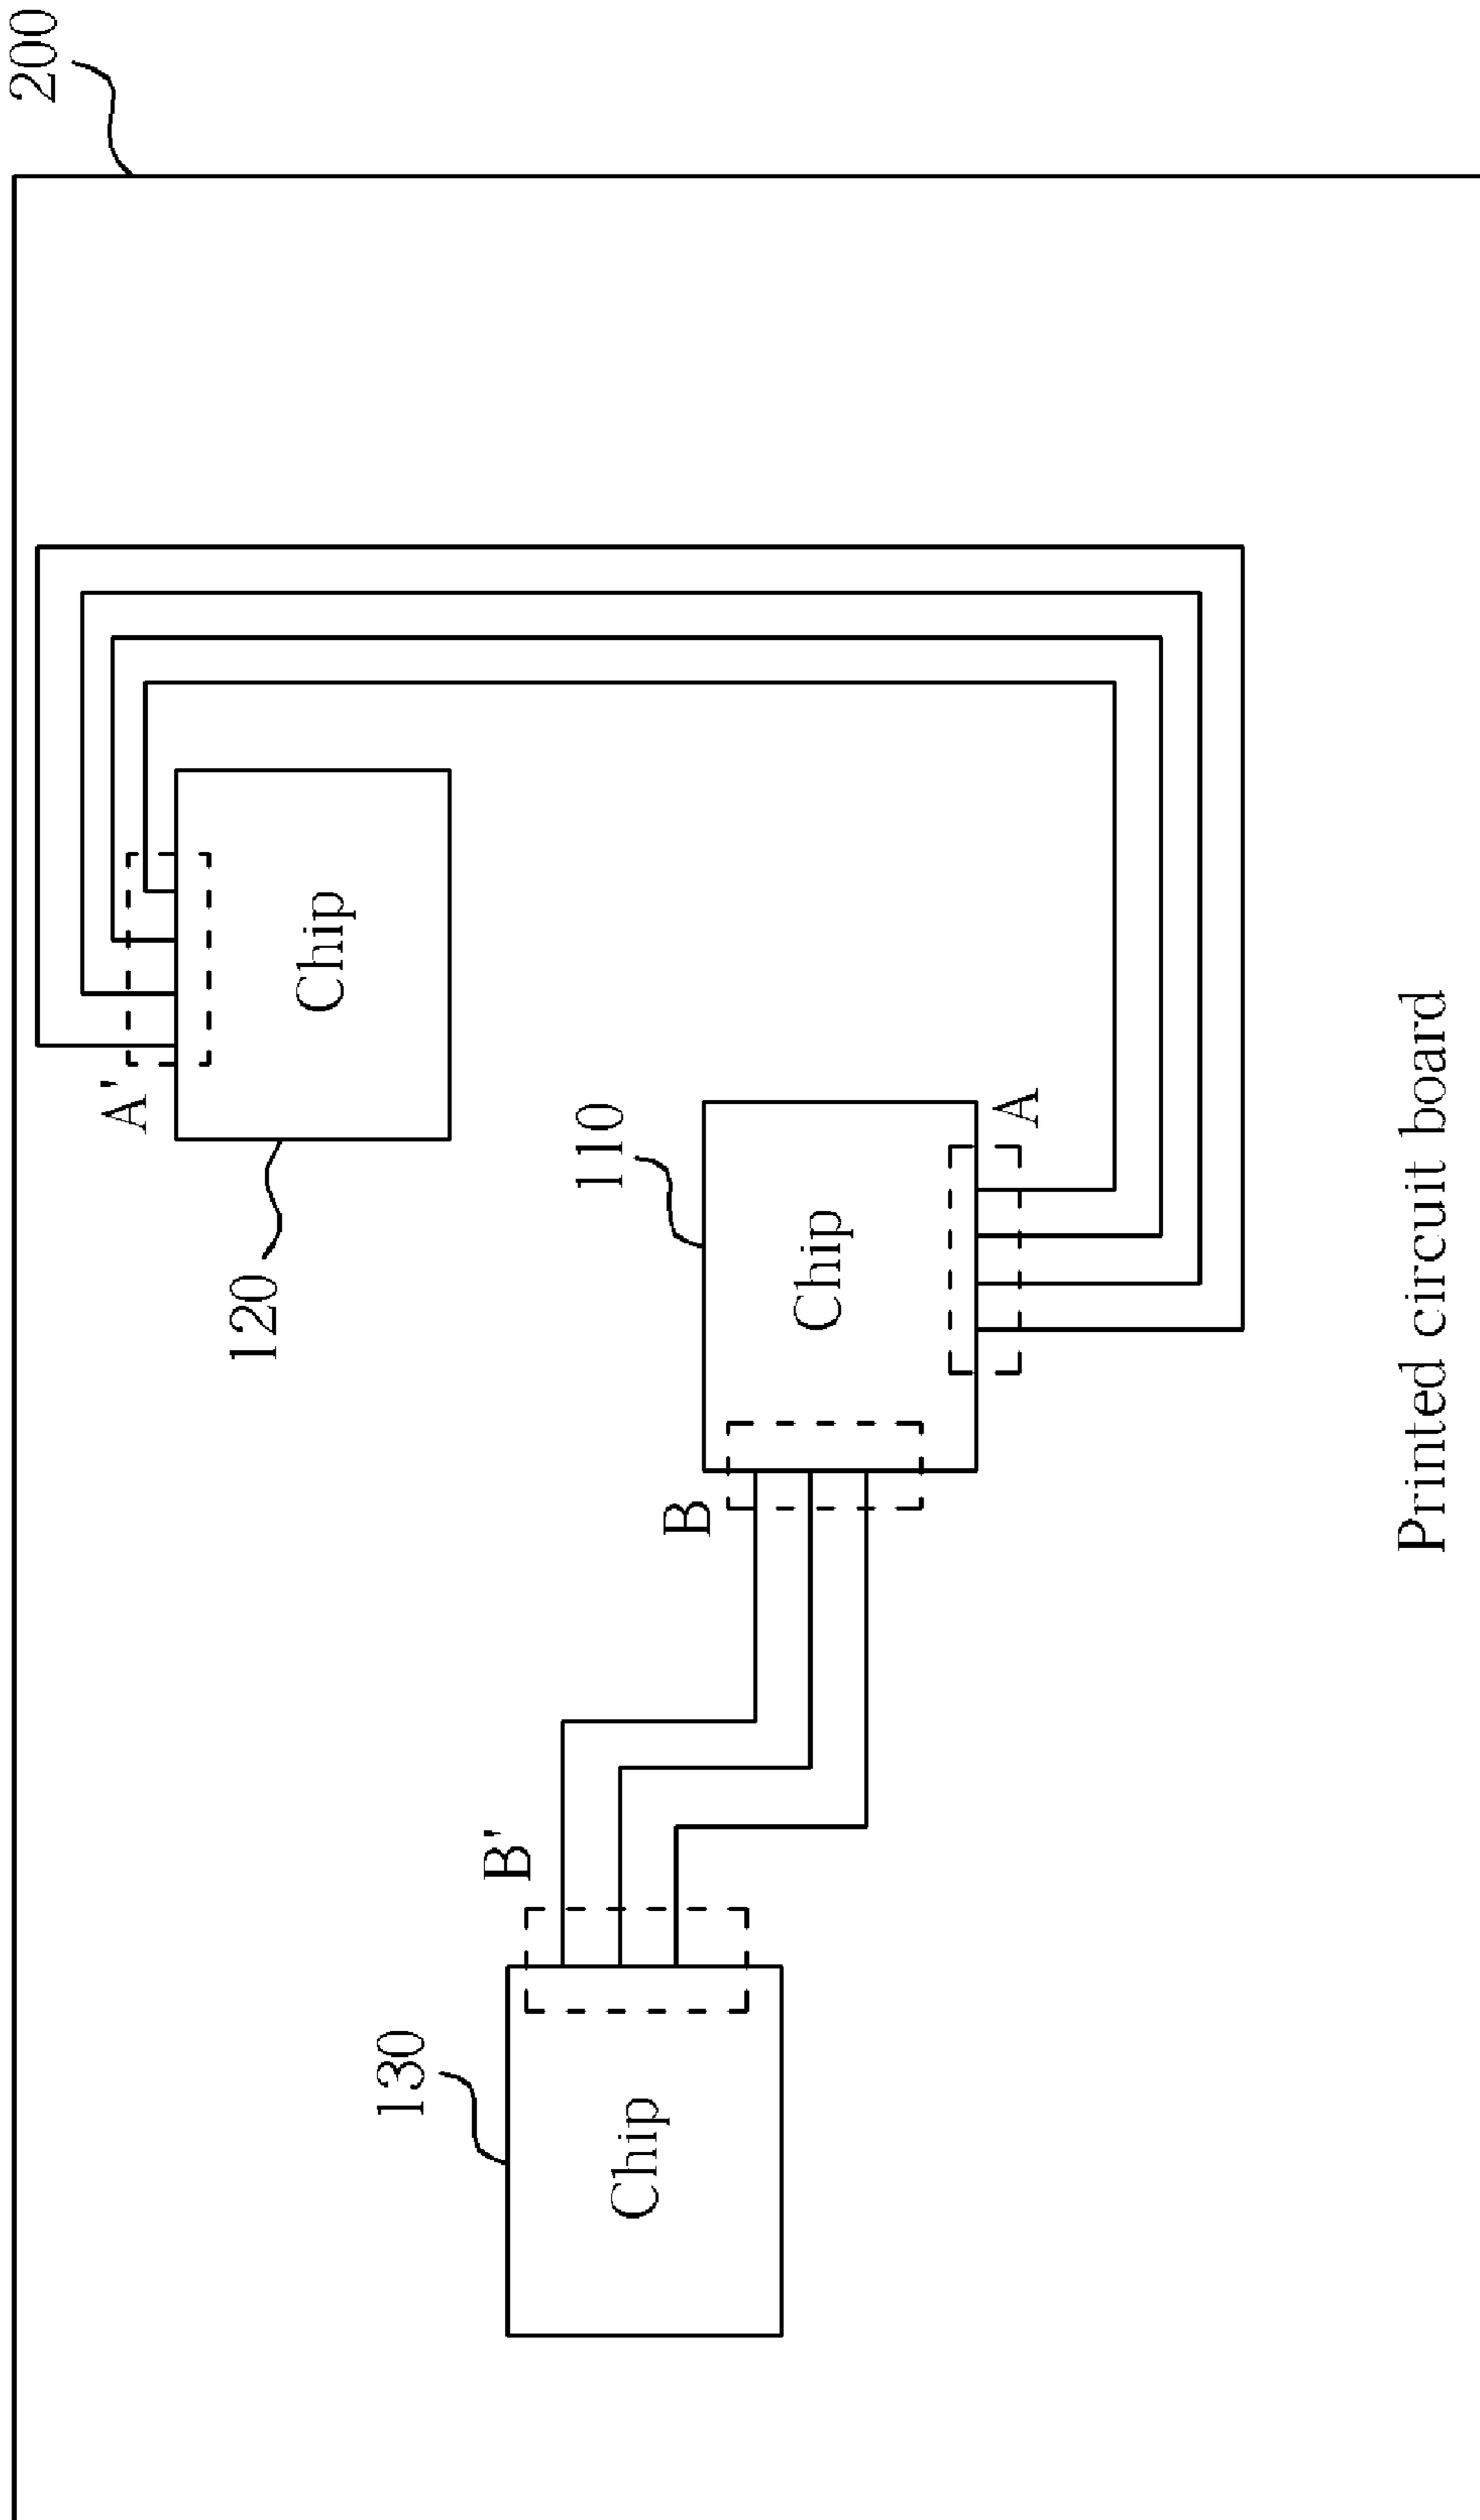 200
A'
Chip
120
110
A
Chip
B
B'
130
Chip
Printed circuit board